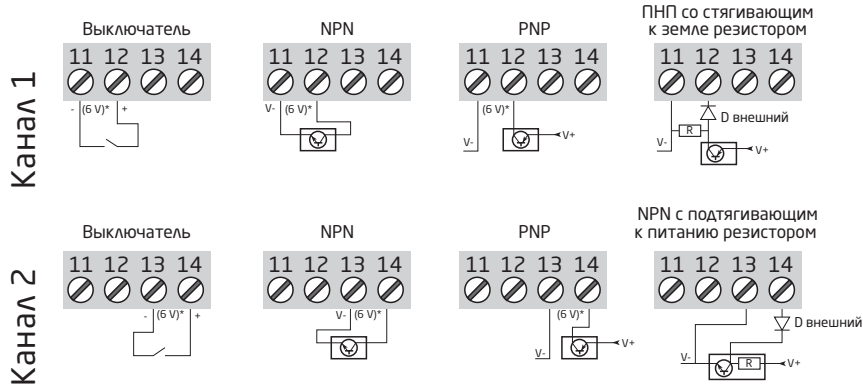 Канал 1
Выключатель
11 12 13 14
- (6 V)* +
NPN
11 12 13 14
V- (6 V)*
PNP
11 12 13 14
(6 V)*
V- V+
ПНП со стягивающим
к земле резистором
11 12 13 14
D внешний
R
V- V+
Канал 2
Выключатель
11 12 13 14
- (6 V)* +
NPN
11 12 13 14
V- (6 V)*
PNP
11 12 13 14
(6 V)*
V- V+
NPN с подтягивающим
к питанию резистором
11 12 13 14
D внешний
V- R V+